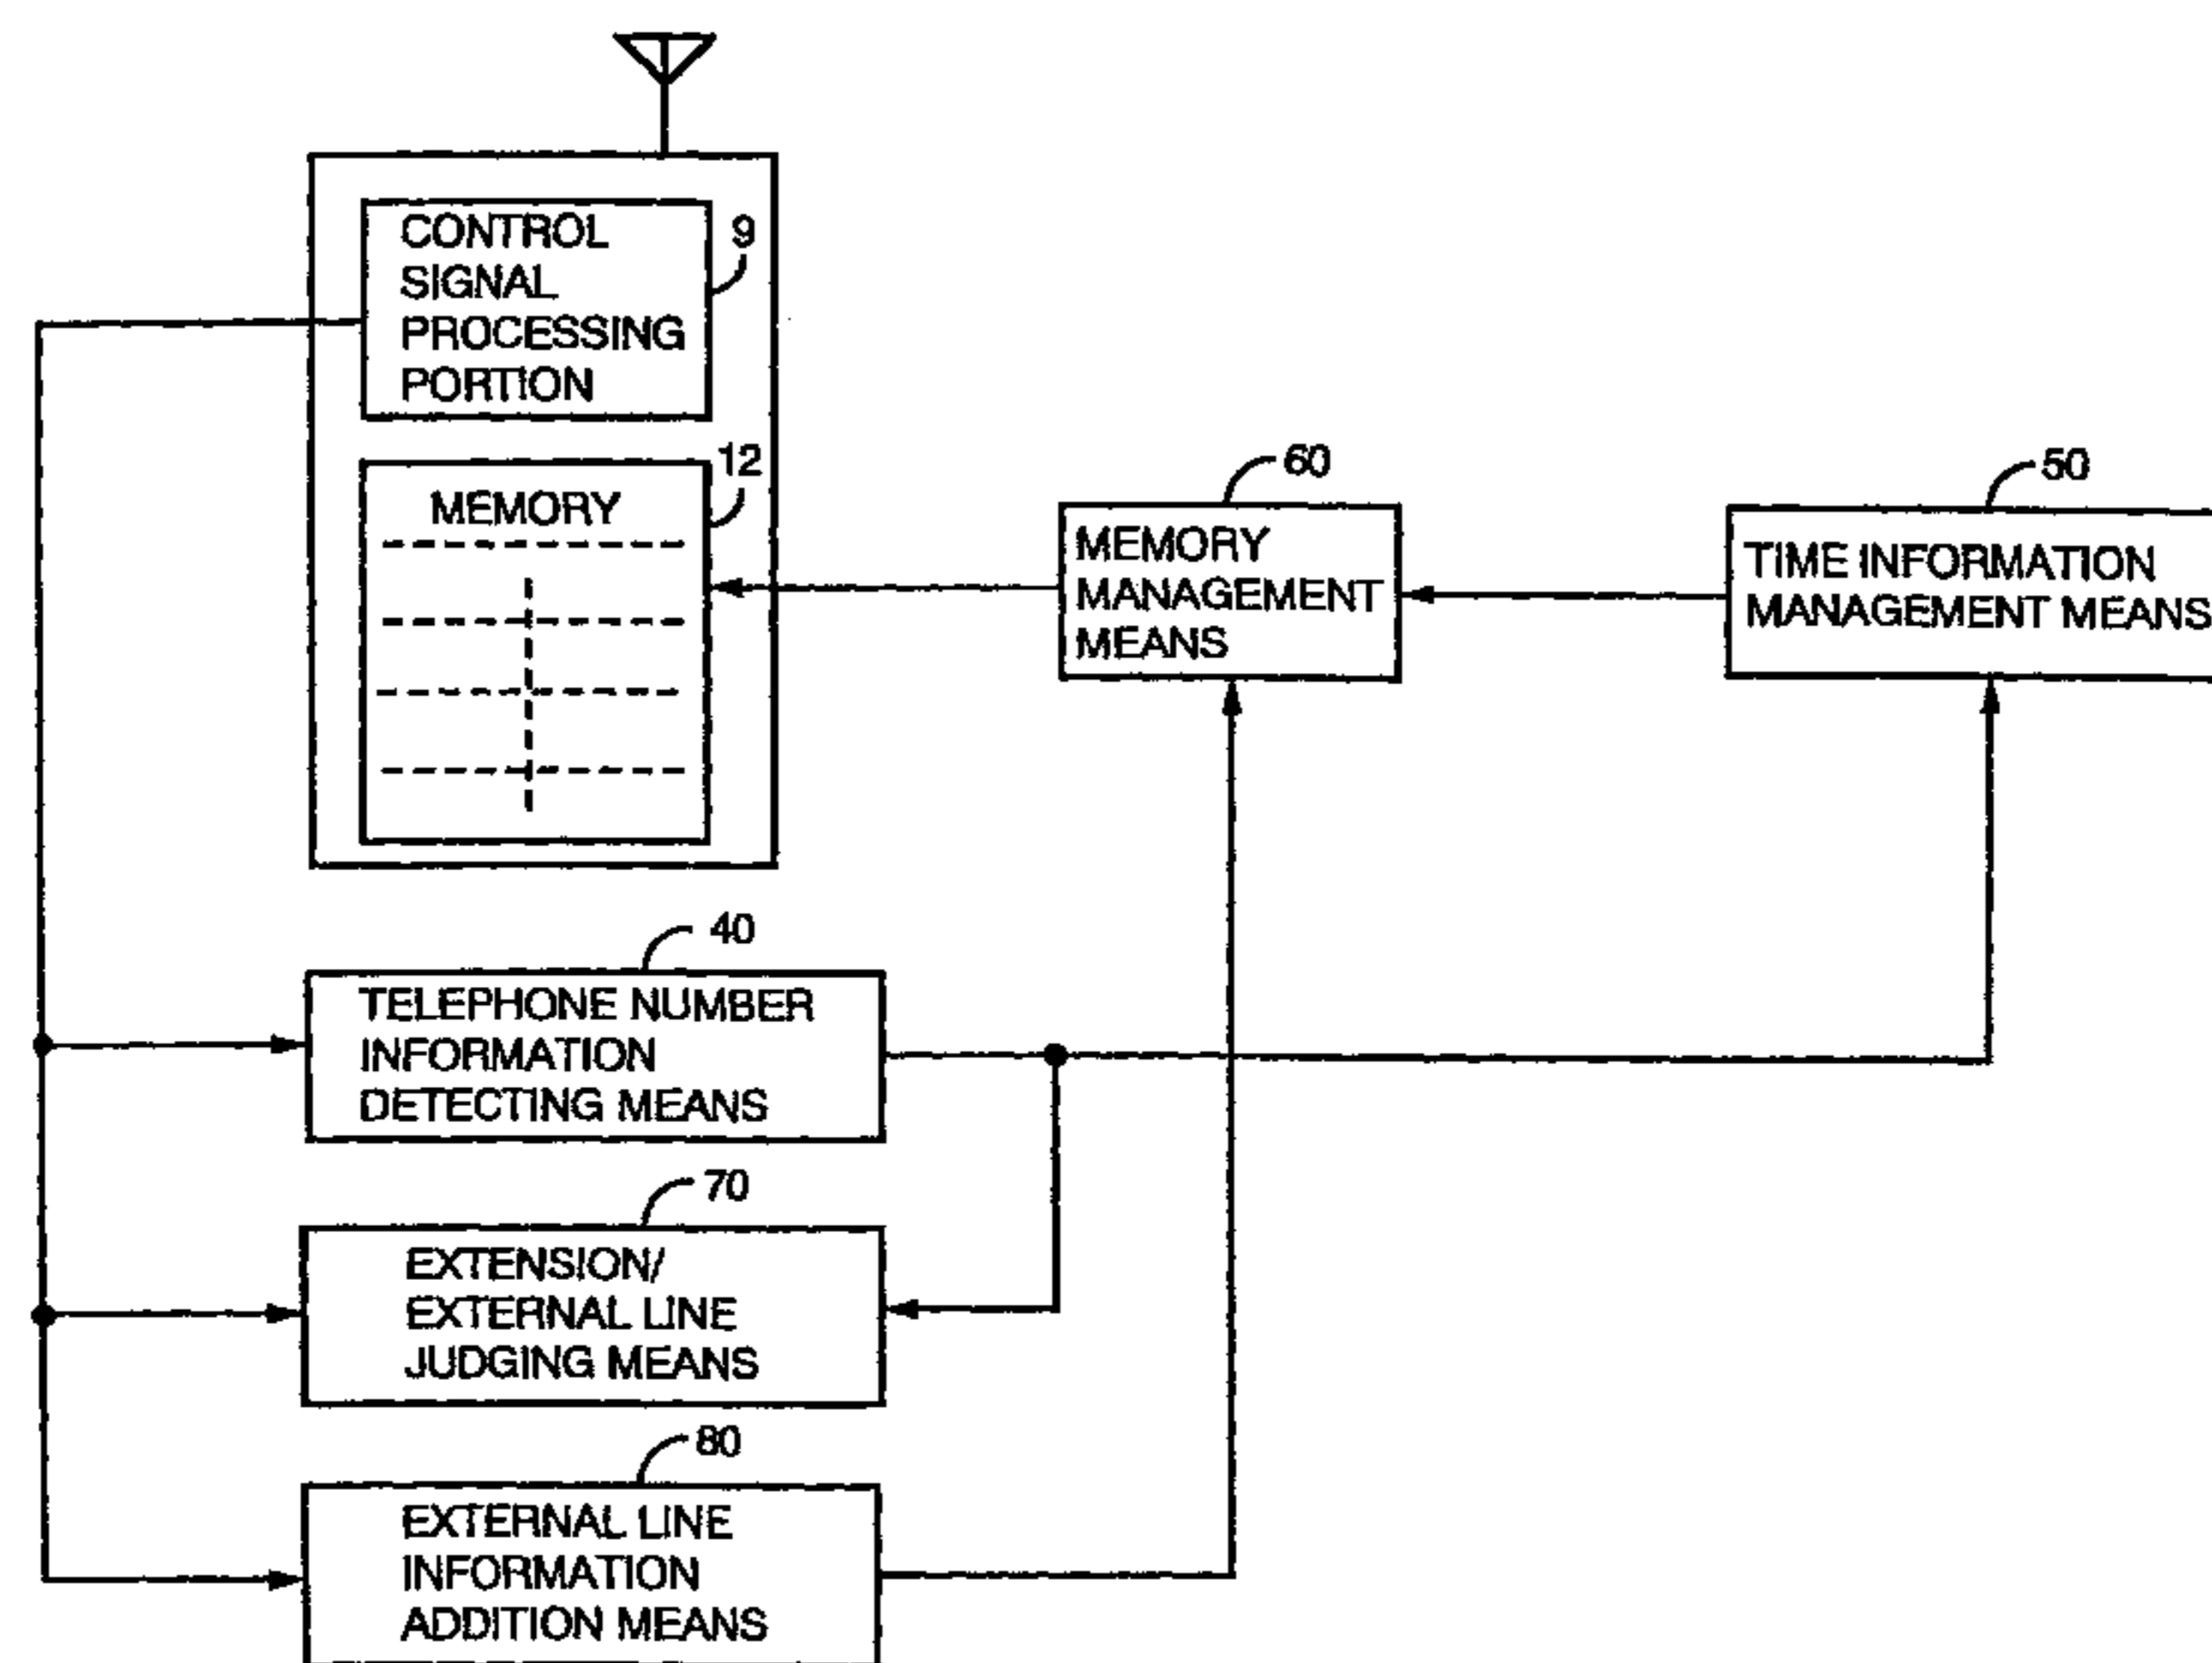 CONTROL
SIGNAL
PROCESSING
PORTION
9
MEMORY
12
60
MEMORY
MANAGEMENT
MEANS
50
TIME INFORMATION
MANAGEMENT MEANS
40
TELEPHONE NUMBER
INFORMATION
DETECTING MEANS
70
EXTENSION/
EXTERNAL LINE
JUDGING MEANS
80
EXTERNAL LINE
INFORMATION
ADDITION MEANS